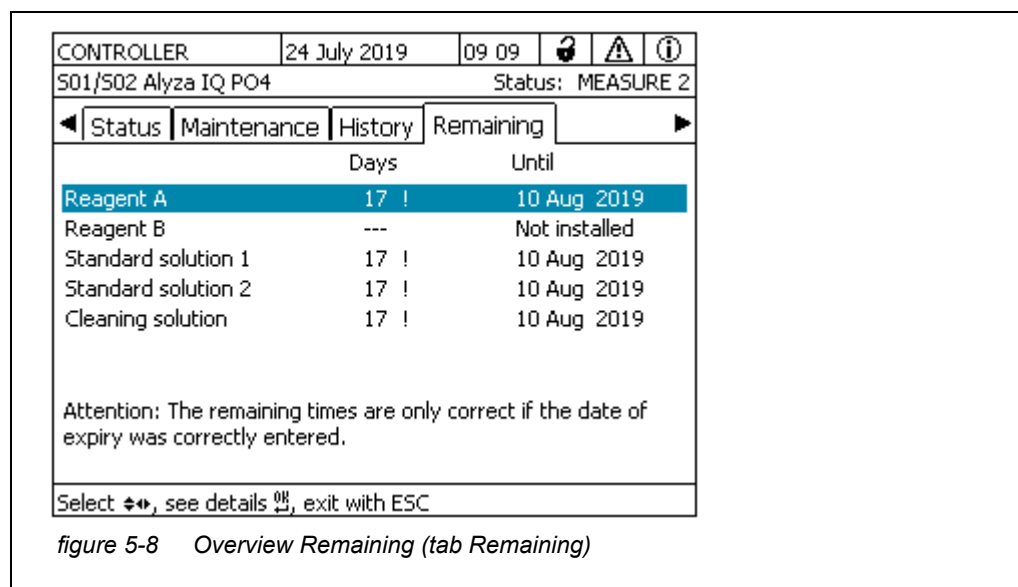 CONTROLLER 24 July 2019 09 09
S01/S02 Alyza IQ PO4 Status: MEASURE 2
Status Maintenance History Remaining
Days Until
Reagent A 17 ! 10 Aug 2019
Reagent B --- Not installed
Standard solution 1 17 ! 10 Aug 2019
Standard solution 2 17 ! 10 Aug 2019
Cleaning solution 17 ! 10 Aug 2019
Attention: The remaining times are only correct if the date of
expiry was correctly entered.
Select , see details OK, exit with ESC
figure 5-8 Overview Remaining (tab Remaining)